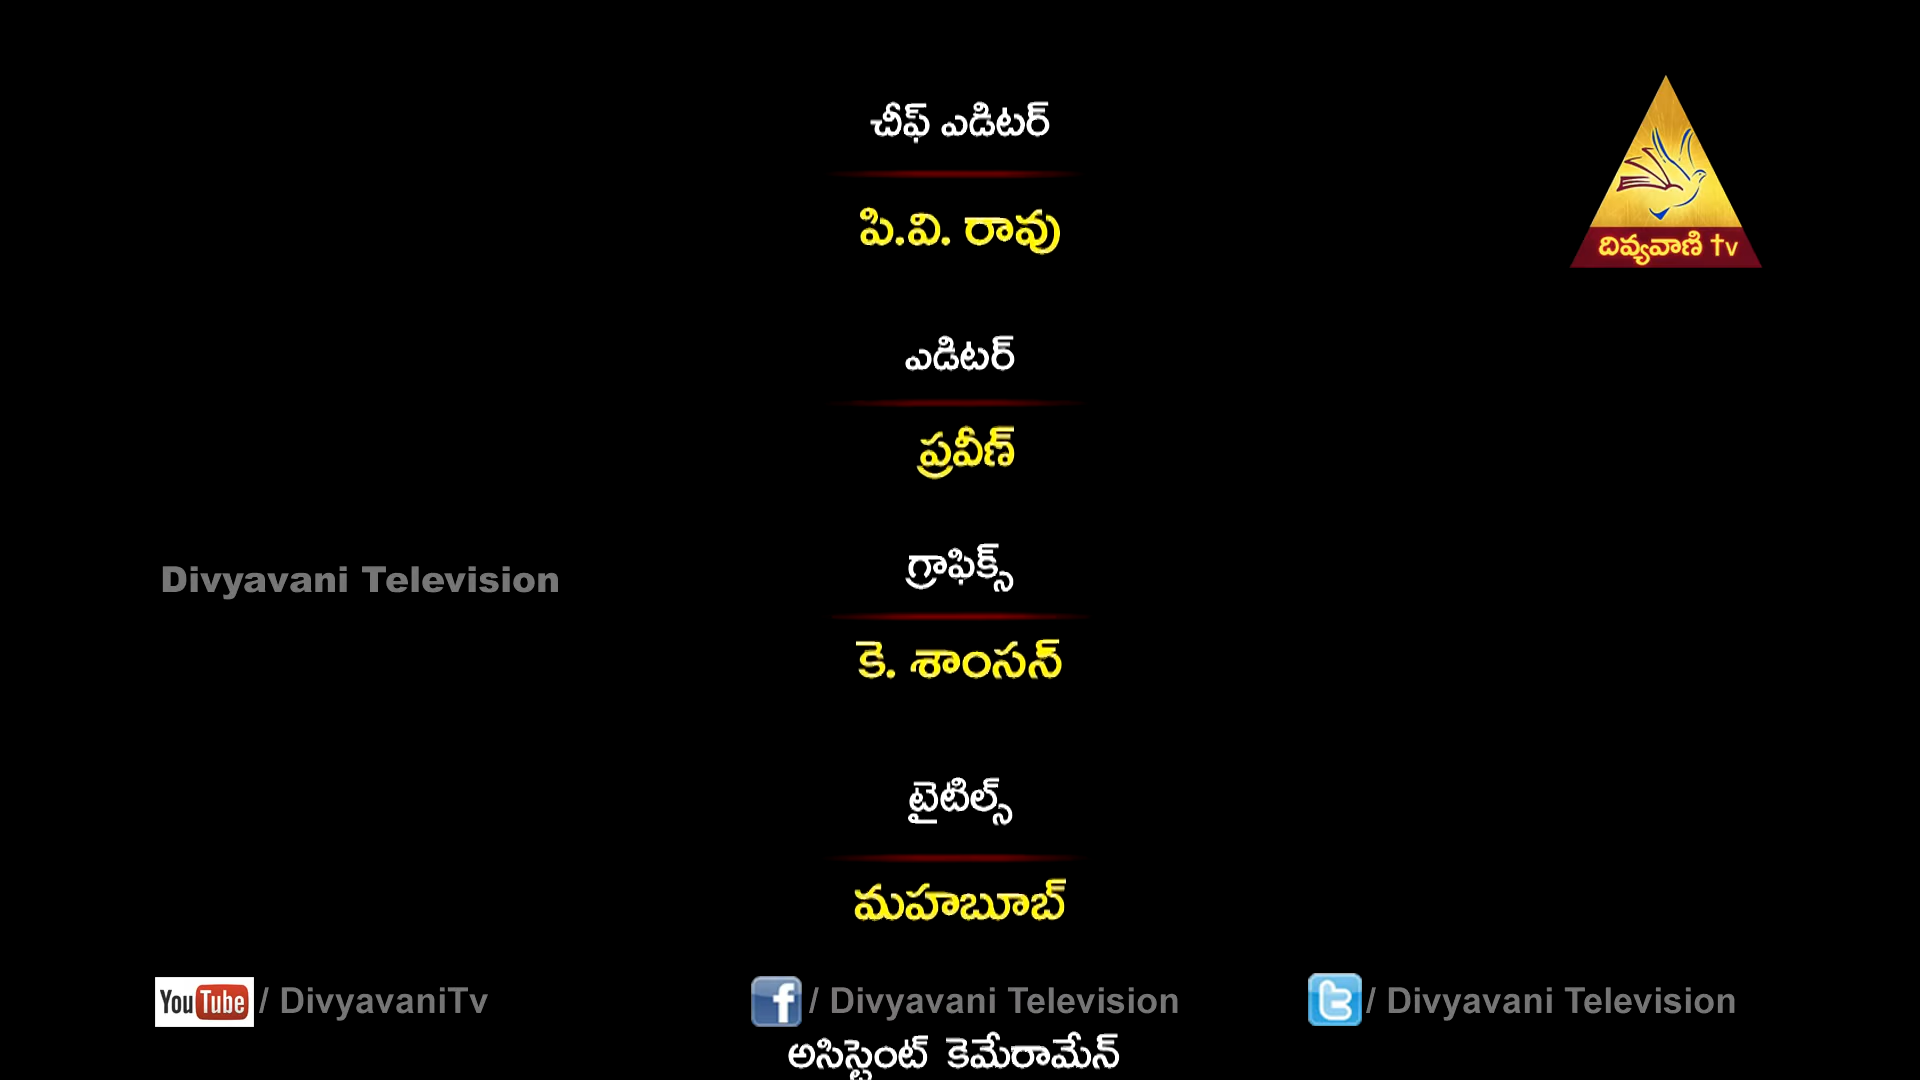 చీఫ్ ఎడిటర్
పి.వి. రావు
దివ్యవాణి tv
ఎడిటర్
ప్రవీణ్
గ్రాఫిక్స్
Divyavani Television
కె. శాంసన్
టైటిల్స్
మహబూబ్
YouTube / DivyavaniTv
f / Divyavani Television
t / Divyavani Television
అసిస్టెంట్ కెమేరామేన్